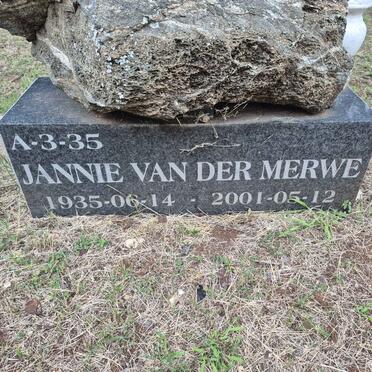 A-3-35
JANNIE VAN DER MERWE
1935-06-14 - 2001-05-12